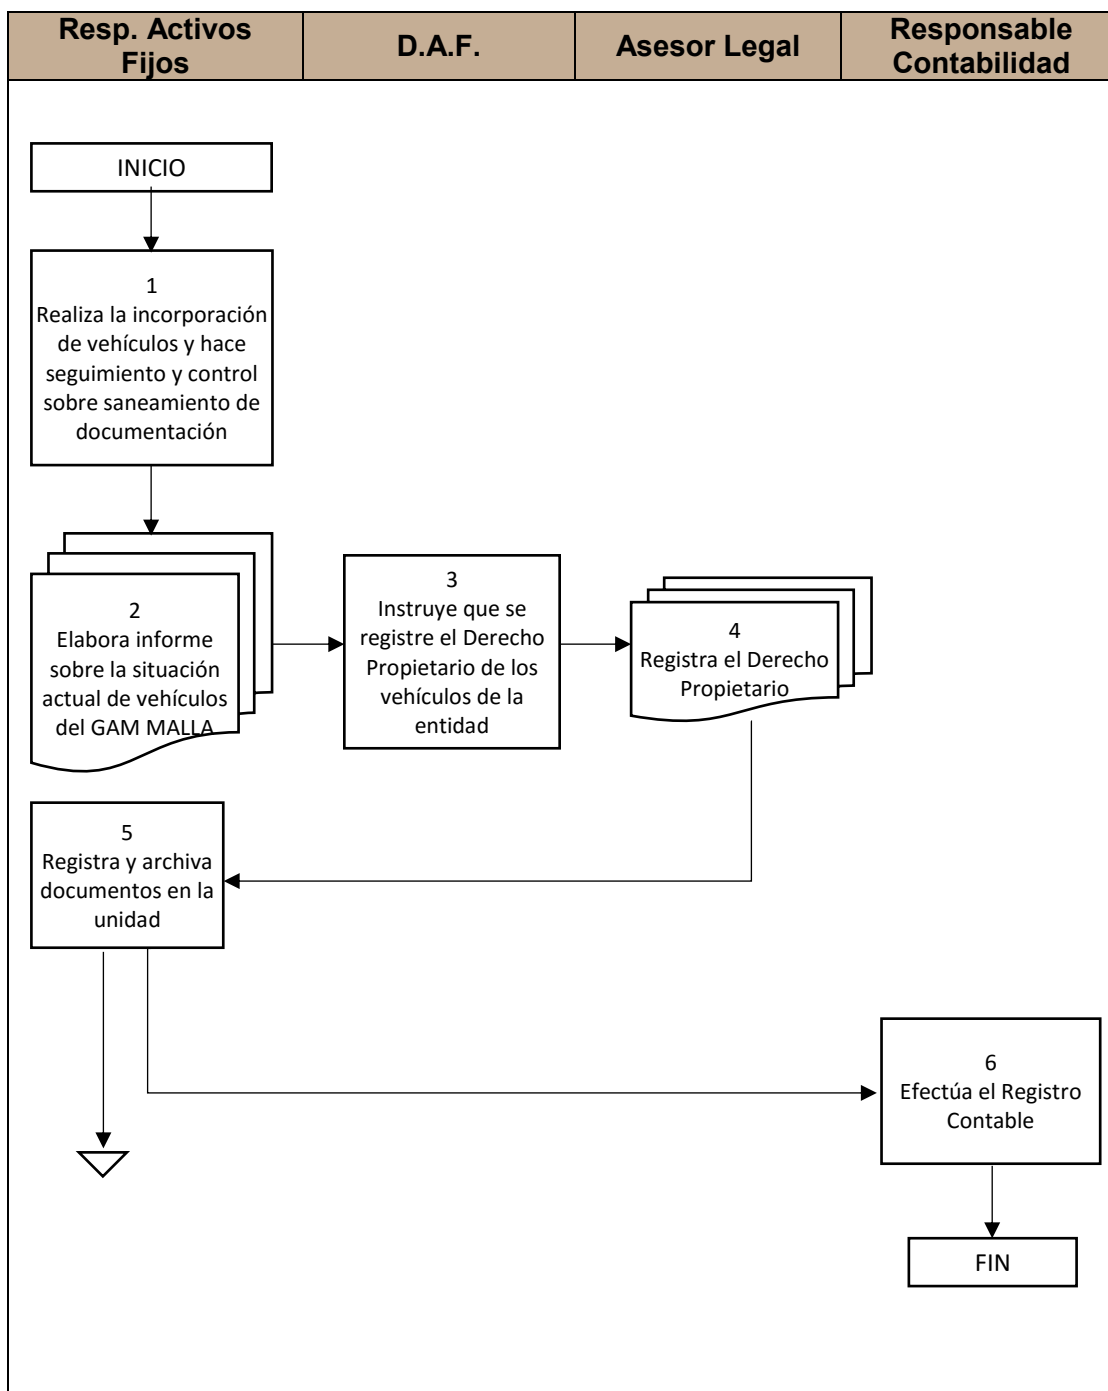 Resp. Activos
Fijos
D.A.F.
Asesor Legal
Responsable
Contabilidad
INICIO
1
Realiza la incorporación
de vehículos y hace
seguimiento y control
sobre saneamiento de
documentación
2
Elabora informe
sobre la situación
actual de vehículos
del GAM MALLA
3
Instruye que se
registre el Derecho
Propietario de los
vehículos de la
entidad
4
Registra el Derecho
Propietario
5
Registra y archiva
documentos en la
unidad
6
Efectúa el Registro
Contable
FIN